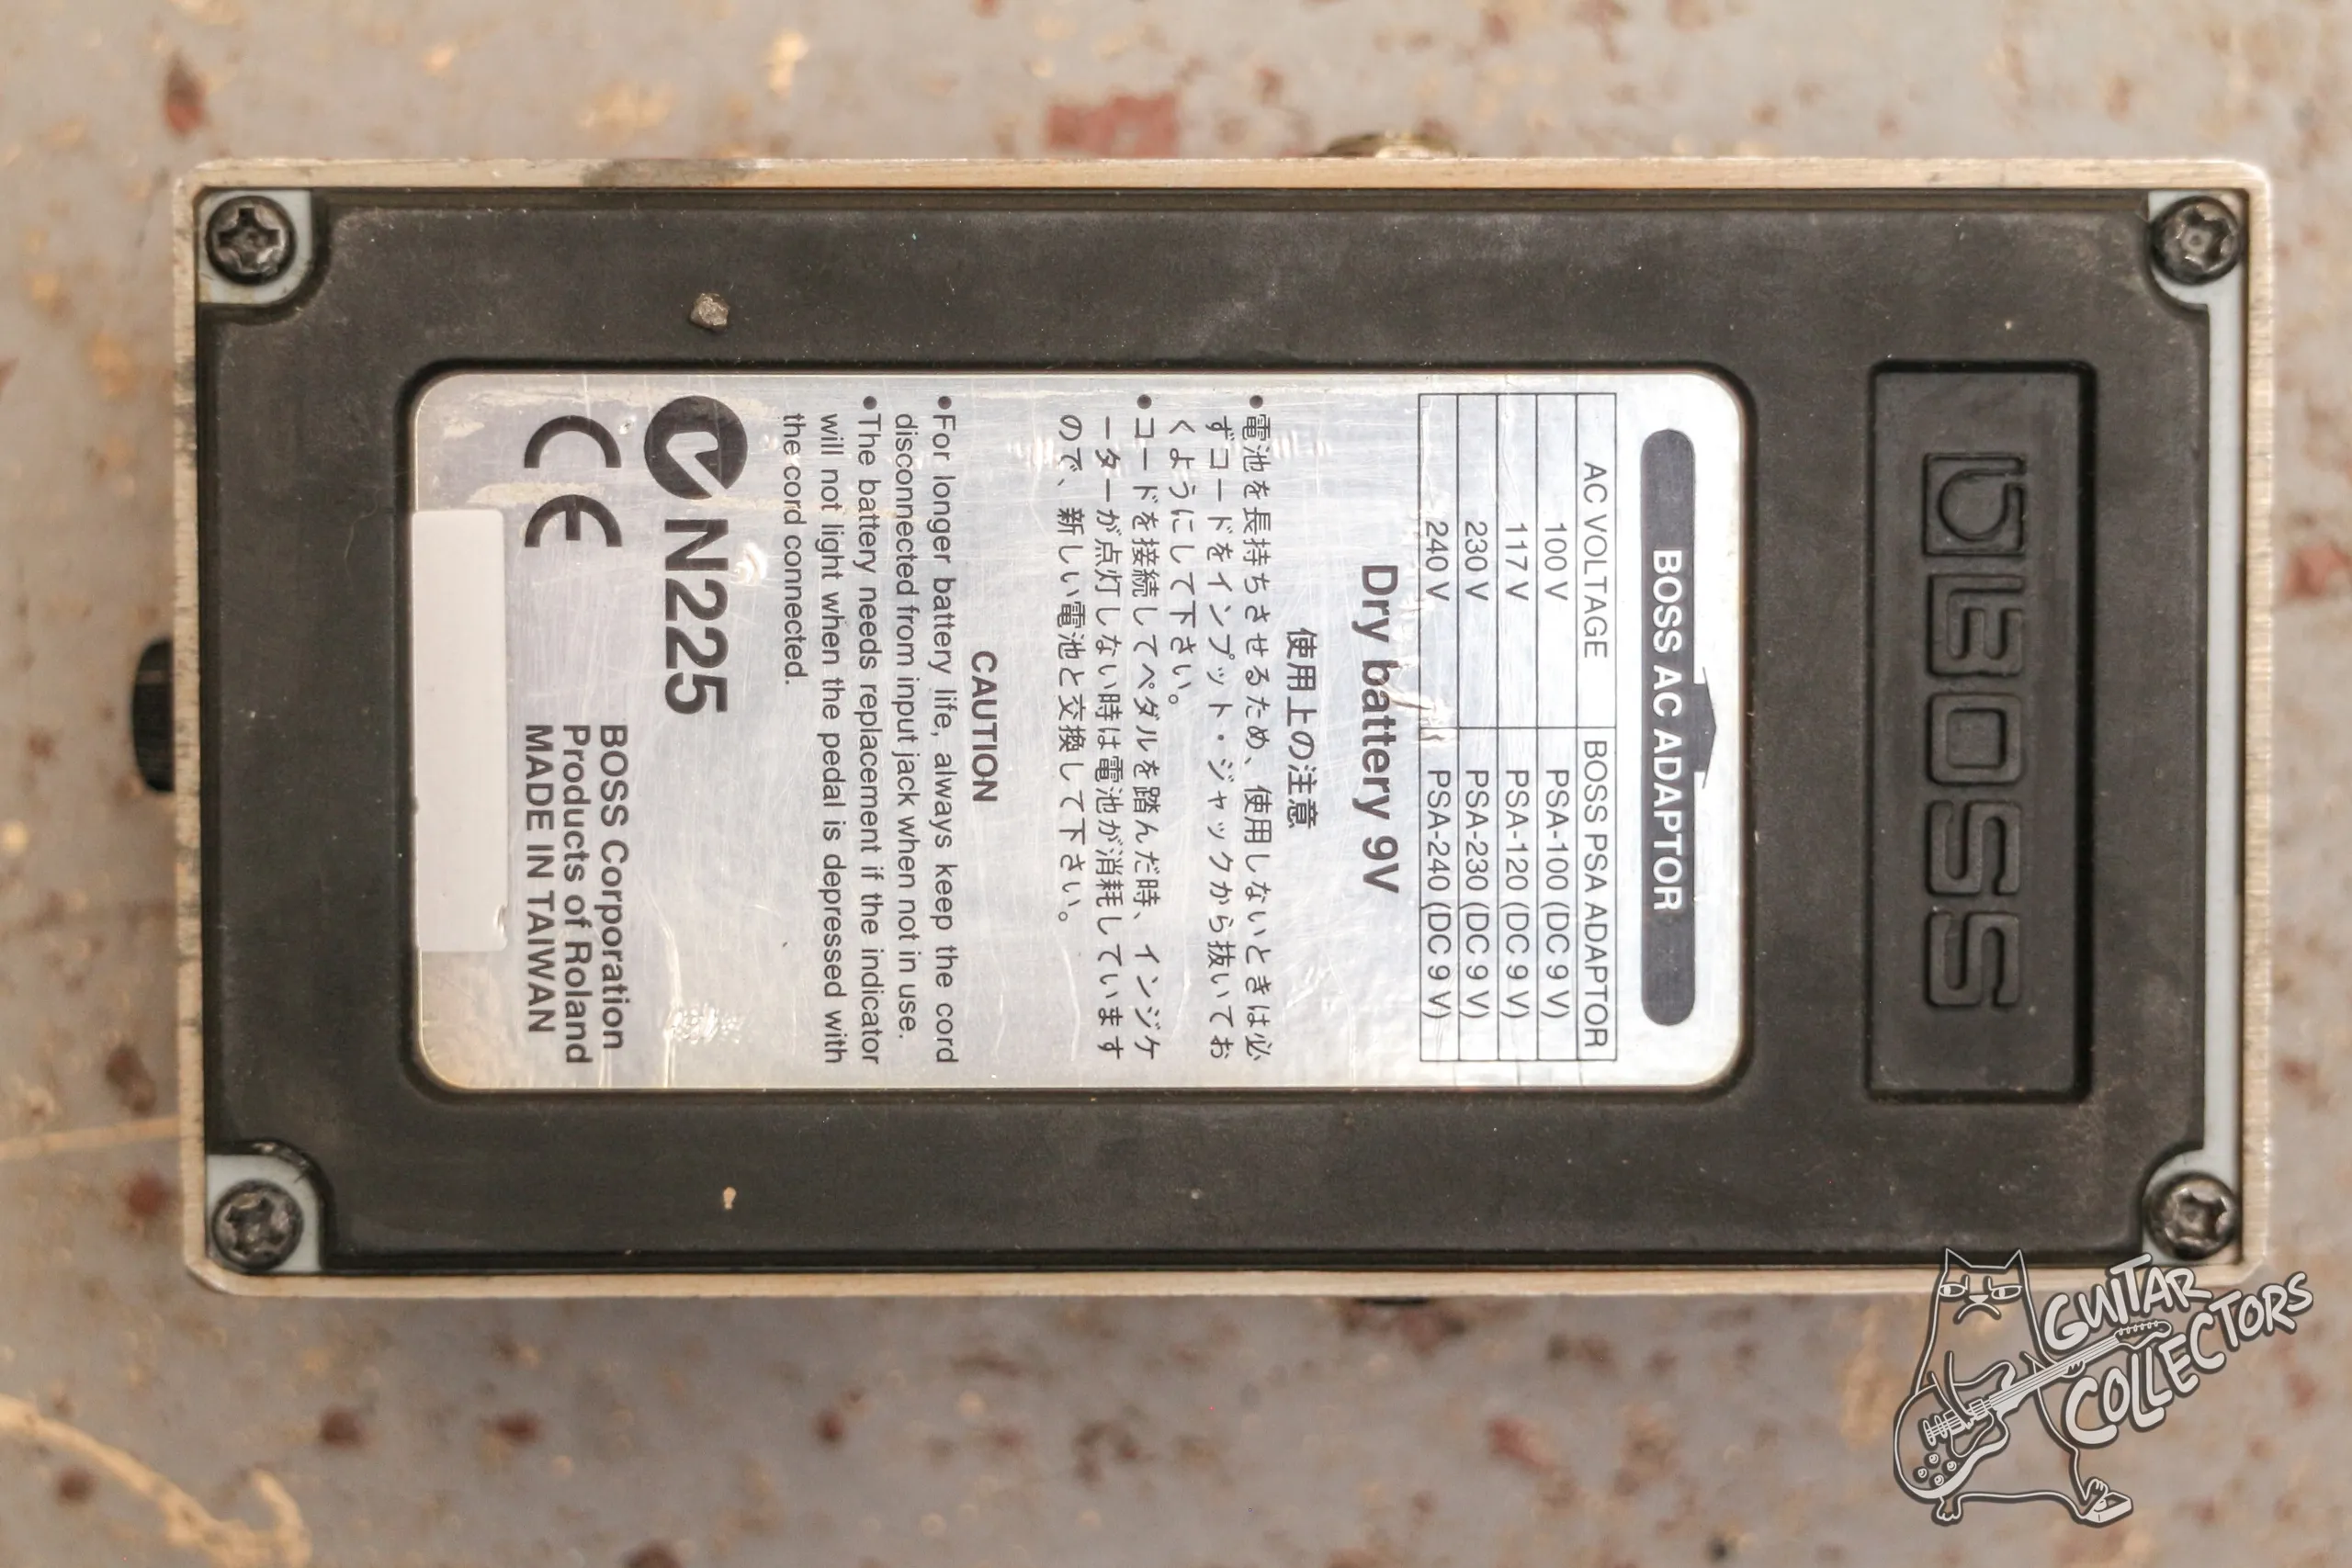 BOSS
BOSS AC ADAPTOR
AC VOLTAGE BOSS PSA ADAPTOR
100 V PSA-100 (DC 9 V)
117 V PSA-120 (DC 9 V)
230 V PSA-230 (DC 9 V)
240 V PSA-240 (DC 9 V)
Dry battery 9V
使用上の注意
●電池を長持ちさせるため、使用しないときは必
ずコードをインプット・ジャックから抜いてお
くようにして下さい。
●コードを接続してペダルを踏んだ時、インジケ
ーターが点灯しない時は電池が消耗しています
ので、新しい電池と交換して下さい。
CAUTION
●For longer battery life, always keep the cord
disconnected from input jack when not in use.
●The battery needs replacement if the indicator
will not light when the pedal is depressed with
the cord connected.
N225
CE
BOSS Corporation
Products of Roland
MADE IN TAIWAN
GUITAR
COLLECTORS